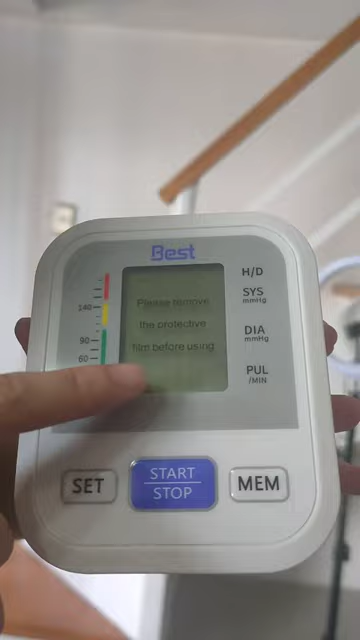 Best
H/D
SYS
mmHg
140
Please remove
the protective
film before using
DIA
mmHg
90
60
PUL
/MIN
SET
START
STOP
MEM